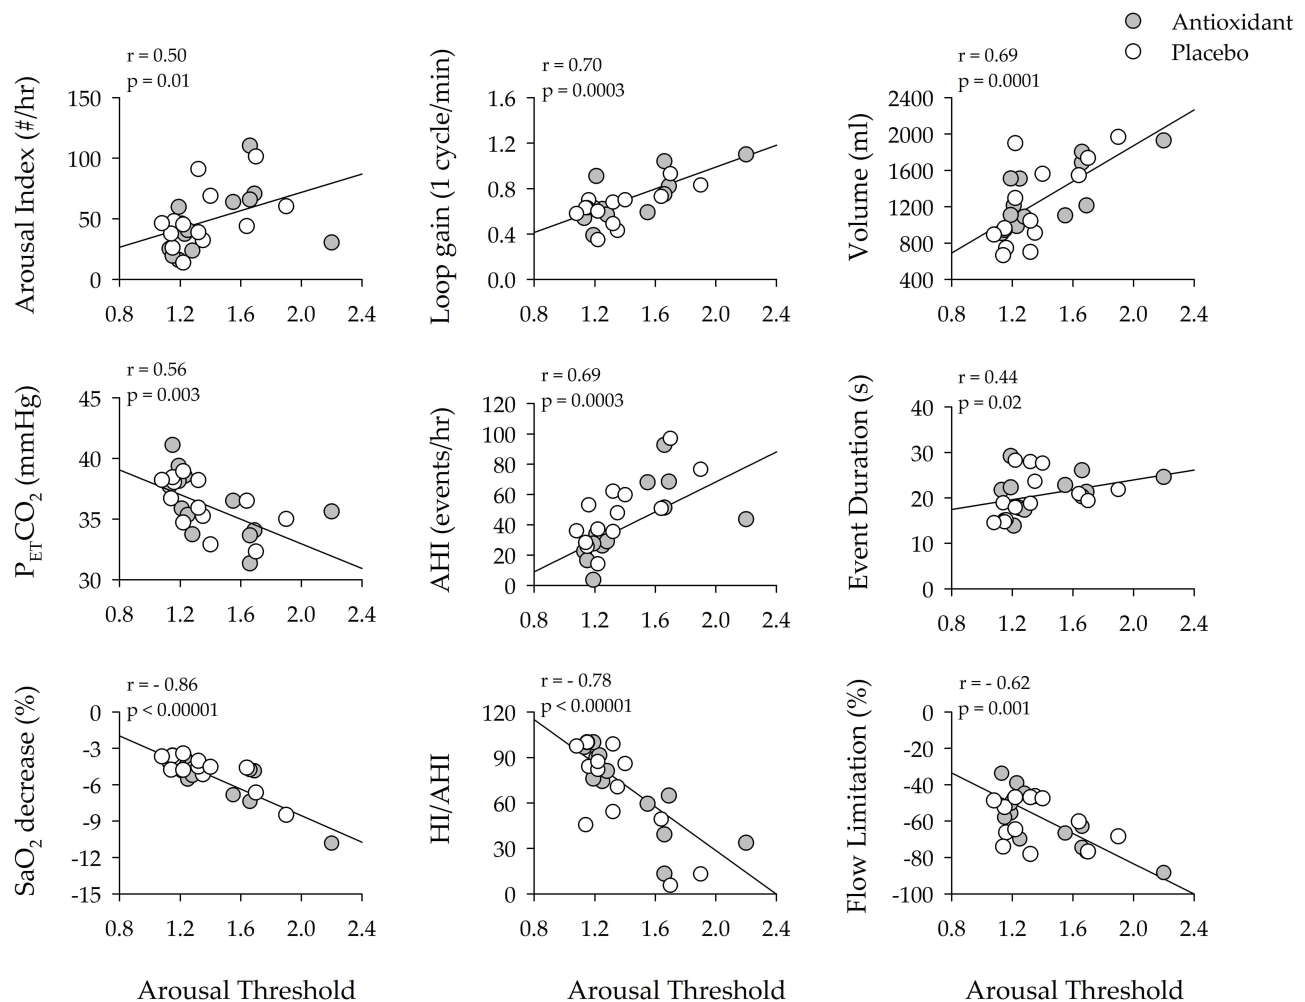 Antioxidant
Placebo
r = 0.50
p = 0.01
Arousal Index (#/hr)
150
100
50
0
0.8 1.2 1.6 2.0 2.4
r = 0.70
p = 0.0003
Loop gain (1 cycle/min)
1.6
1.2
0.8
0.4
0.0
0.8 1.2 1.6 2.0 2.4
r = 0.69
p = 0.0001
Volume (ml)
2400
2000
1600
1200
800
400
0.8 1.2 1.6 2.0 2.4
r = 0.56
p = 0.003
PETCO2 (mmHg)
45
40
35
30
0.8 1.2 1.6 2.0 2.4
r = 0.69
p = 0.0003
AHI (events/hr)
120
100
80
60
40
20
0
0.8 1.2 1.6 2.0 2.4
r = 0.44
p = 0.02
Event Duration (s)
40
30
20
10
0
0.8 1.2 1.6 2.0 2.4
r = - 0.86
p < 0.00001
SaO2 decrease (%)
0
-3
-6
-9
-12
-15
0.8 1.2 1.6 2.0 2.4
Arousal Threshold
r = - 0.78
p < 0.00001
HI/AHI
120
90
60
30
0
0.8 1.2 1.6 2.0 2.4
Arousal Threshold
r = - 0.62
p = 0.001
Flow Limitation (%)
0
-20
-40
-60
-80
-100
0.8 1.2 1.6 2.0 2.4
Arousal Threshold